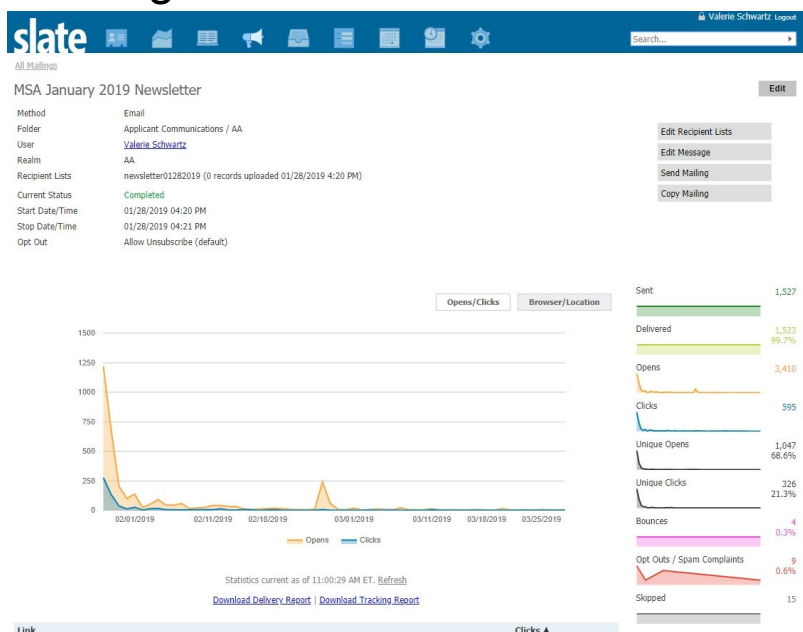 Valerie Schwartz Logout
slate
Search...
All Mailings
MSA January 2019 Newsletter
Edit
Method Email
Folder Applicant Communications / AA
User Valerie Schwartz
Realm AA
Recipient Lists newsletter01282019 (0 records uploaded 01/28/2019 4:20 PM)
Current Status Completed
Start Date/Time 01/28/2019 04:20 PM
Stop Date/Time 01/28/2019 04:21 PM
Opt Out Allow Unsubscribe (default)
Edit Recipient Lists
Edit Message
Send Mailing
Copy Mailing
Opens/Clicks Browser/Location
1500
1250
1000
750
500
250
0
02/01/2019 02/11/2019 02/18/2019 03/01/2019 03/11/2019 03/18/2019 03/25/2019
Opens Clicks
Statistics current as of 11:00:29 AM ET. Refresh
Download Delivery Report | Download Tracking Report
Sent 1,527
Delivered 1,523
99.7%
Opens 3,410
Clicks 595
Unique Opens 1,047
68.6%
Unique Clicks 326
21.3%
Bounces 4
0.3%
Opt Outs / Spam Complaints 9
0.6%
Skipped 15
Link Clicks ▲